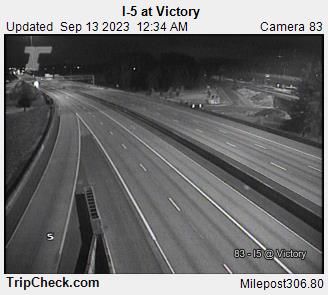 I-5 at Victory
Updated Sep 13 2023 12:34 AM Camera 83
S
83 - I5 @ Victory
TripCheck.com Milepost306.80